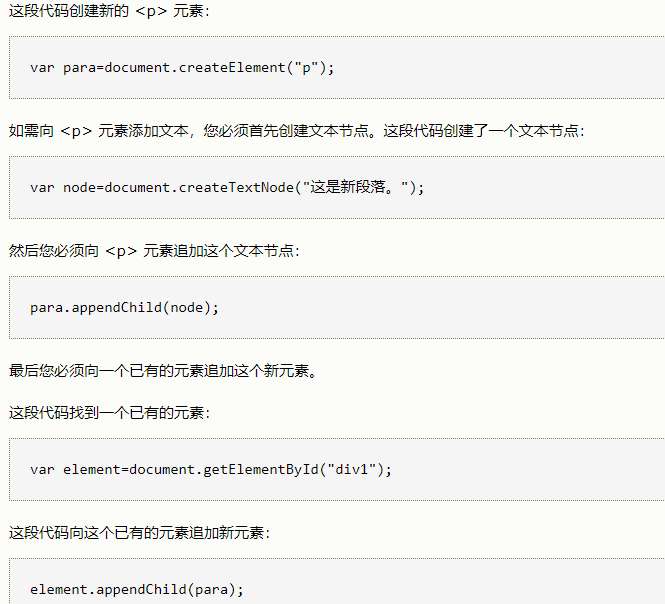 这段代码创建新的 <p> 元素：
var para=document.createElement("p");
如需向 <p> 元素添加文本，您必须首先创建文本节点。这段代码创建了一个文本节点：
var node=document.createTextNode("这是新段落。");
然后您必须向 <p> 元素追加这个文本节点：
para.appendChild(node);
最后您必须向一个已有的元素追加这个新元素。
这段代码找到一个已有的元素：
var element=document.getElementById("div1");
这段代码向这个已有的元素追加新元素：
element.appendChild(para);